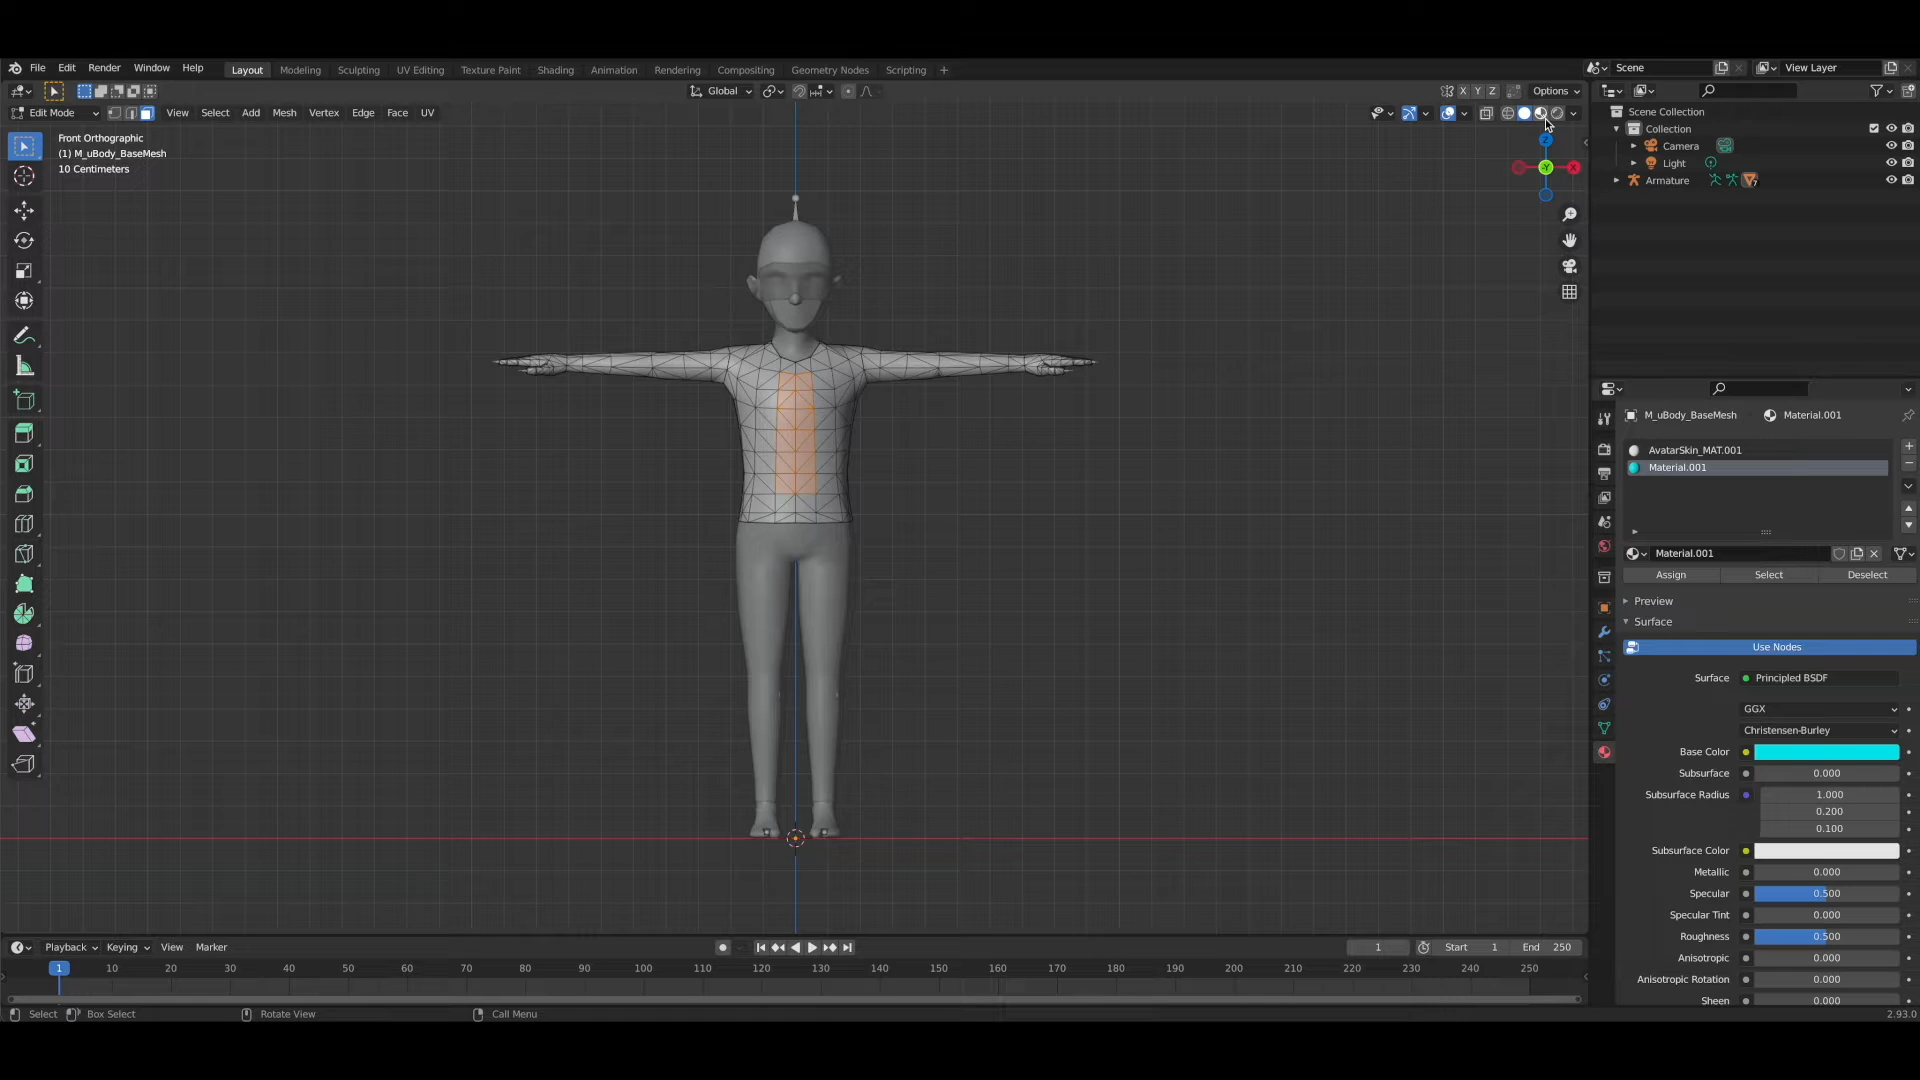 File Edit Render Window Help Layout Modeling Sculpting UV Editing Texture Paint Shading Animation Rendering Compositing Geometry Nodes Scripting + Scene View Layer
Global X Y Z Options
Edit Mode View Select Add Mesh Vertex Edge Face UV
Front Orthographic
(1) M_uBody_BaseMesh
10 Centimeters
Z
Y
X
Scene Collection
Collection
Camera
Light
Armature
7
M_uBody_BaseMesh Material.001
AvatarSkin_MAT.001
Material.001
Material.001
Assign Select Deselect
Preview
Surface
Use Nodes
Surface Principled BSDF
GGX
Christensen-Burley
Base Color
Subsurface 0.000
Subsurface Radius 1.000
0.200
0.100
Subsurface Color
Metallic 0.000
Specular 0.500
Specular Tint 0.000
Roughness 0.500
Anisotropic 0.000
Anisotropic Rotation 0.000
Sheen 0.000
Playback Keying View Marker 1 Start 1 End 250
1 10 20 30 40 50 60 70 80 90 100 110 120 130 140 150 160 170 180 190 200 210 220 230 240 250
Select Box Select Rotate View Call Menu 2.93.0